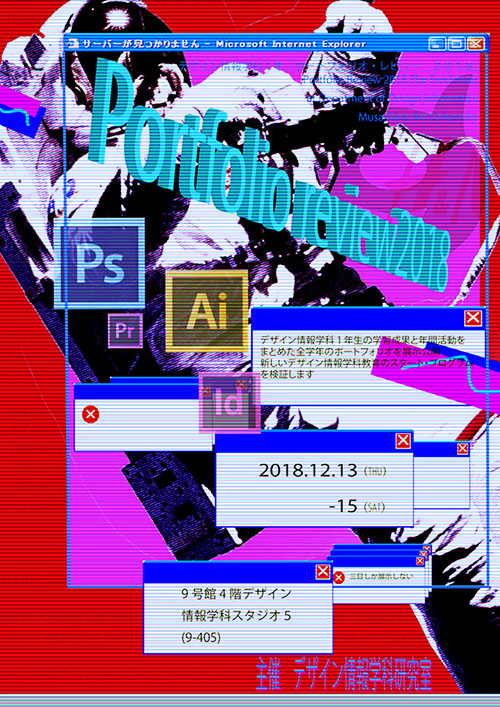 サーバーが見つかりません - Microsoft Internet Explorer
Portfolio review 2018
Ps
Ai
Pr
Id
デザイン情報学科1年生の学習成果と年間活動を
まとめた全学年のポートフォリオを展示公開
新しいデザイン情報学科教育のスタート・プログラム
を検証します
2018.12.13 (THU)
-15 (SAT)
三日しか展示しない
9号館4階デザイン
情報学科スタジオ5
(9-405)
主催 デザイン情報学科研究室